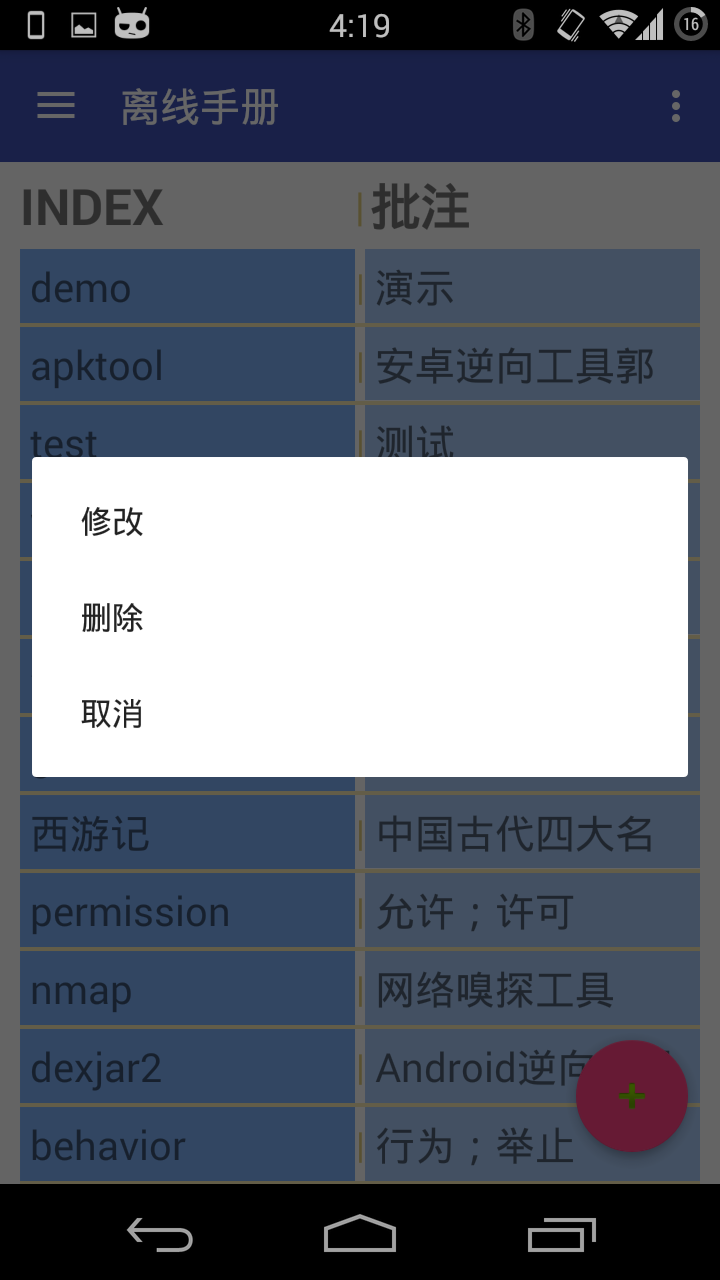 4:19
16
离线手册
INDEX 批注
demo 演示
apktool 安卓逆向工具郭
test 测试
修改
删除
取消
西游记 中国古代四大名
permission 允许；许可
nmap 网络嗅探工具
dexjar2 Android逆向
behavior 行为；举止